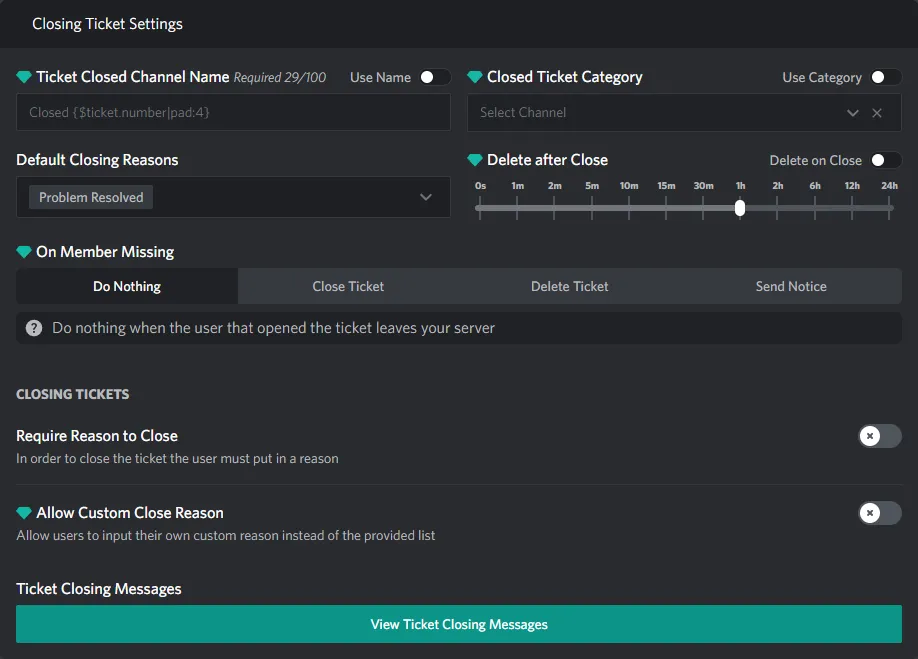 Closing Ticket Settings
Ticket Closed Channel Name Required 29/100 Use Name
Closed {$ticket.number|pad:4}
Closed Ticket Category Use Category
Select Channel
Default Closing Reasons
Problem Resolved
Delete after Close Delete on Close
0s 1m 2m 5m 10m 15m 30m 1h 2h 6h 12h 24h
On Member Missing
Do Nothing Close Ticket Delete Ticket Send Notice
Do nothing when the user that opened the ticket leaves your server
CLOSING TICKETS
Require Reason to Close
In order to close the ticket the user must put in a reason
Allow Custom Close Reason
Allow users to input their own custom reason instead of the provided list
Ticket Closing Messages
View Ticket Closing Messages